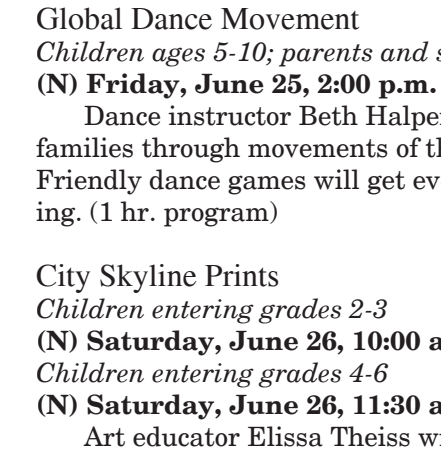 Global Dance Movement
Children ages 5-10; parents and
(N) Friday, June 25, 2:00 p.m.
Dance instructor Beth
families through movements of
Friendly dance games will get
ing. (1 hr. program)
City Skyline Prints
Children entering grades 2-3
(N) Saturday, June 26, 10:00
Children entering grades 4-6
(N) Saturday, June 26, 11:30
Art educator Elissa Theiss